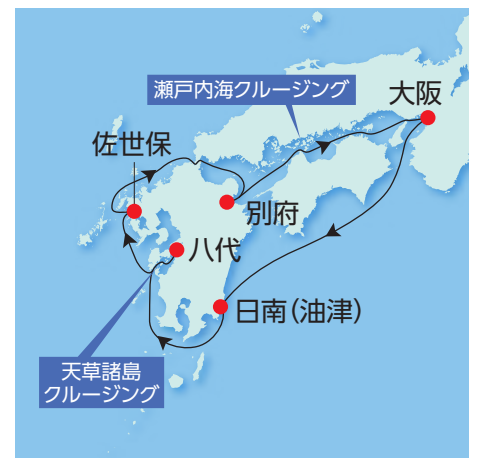 瀬戸内海クルージング
大阪
佐世保
別府
八代
日南（油津）
天草諸島
クルージング